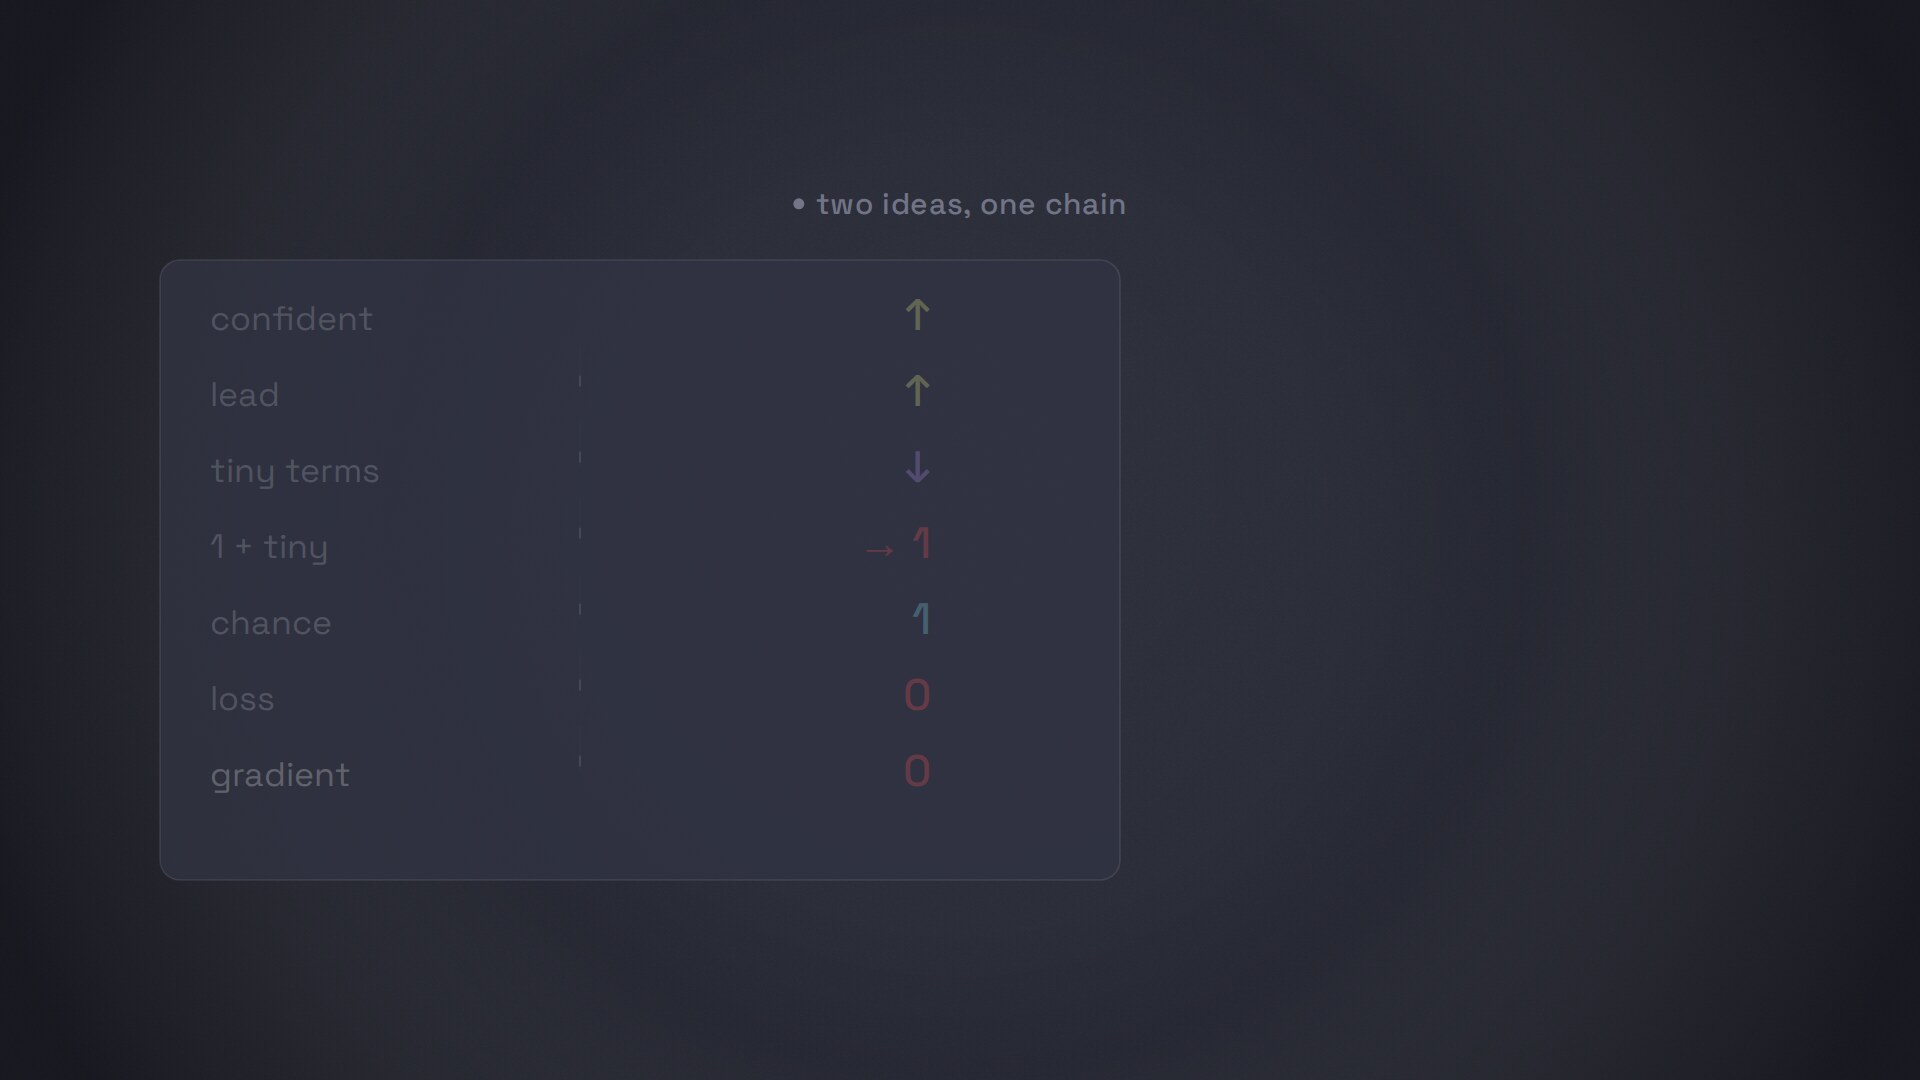 • two ideas, one chain
confident ↑
lead ↑
tiny terms ↓
1 + tiny → 1
chance 1
loss 0
gradient 0